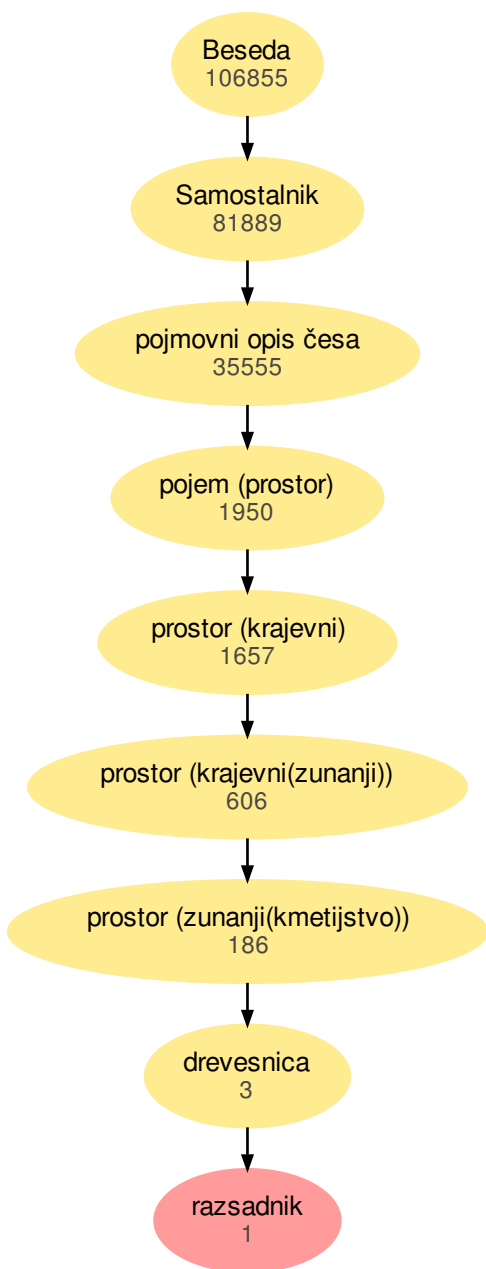 Beseda
106855
Samostalnik
81889
pojmovni opis česa
35555
pojem (prostor)
1950
prostor (krajevni)
1657
prostor (krajevni(zunanji))
606
prostor (zunanji(kmetijstvo))
186
drevesnica
3
razsadnik
1